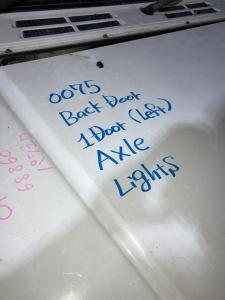 0075
Back Door
1 Door (Left)
Axle
Lights